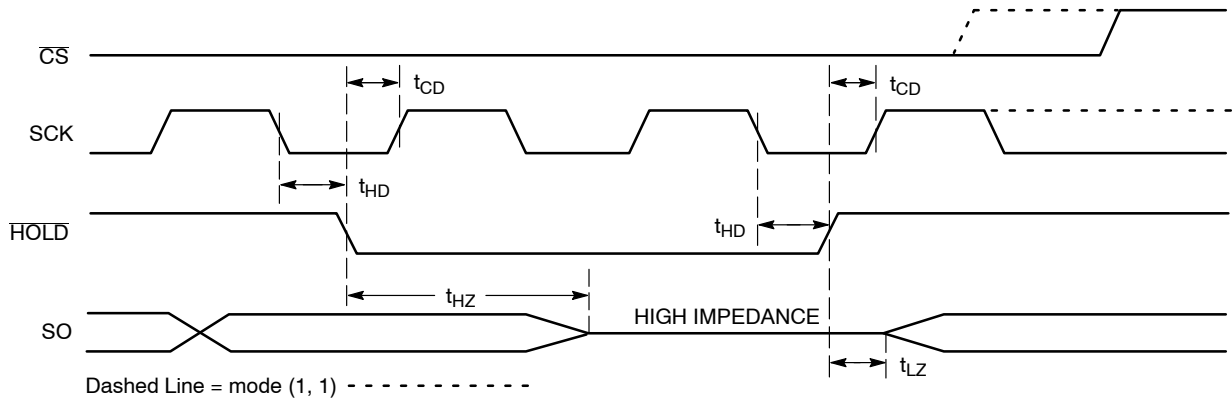 CS
tCD
tCD
SCK
tHD
HOLD
tHD
tHZ
HIGH IMPEDANCE
SO
tLZ
Dashed Line = mode (1, 1)